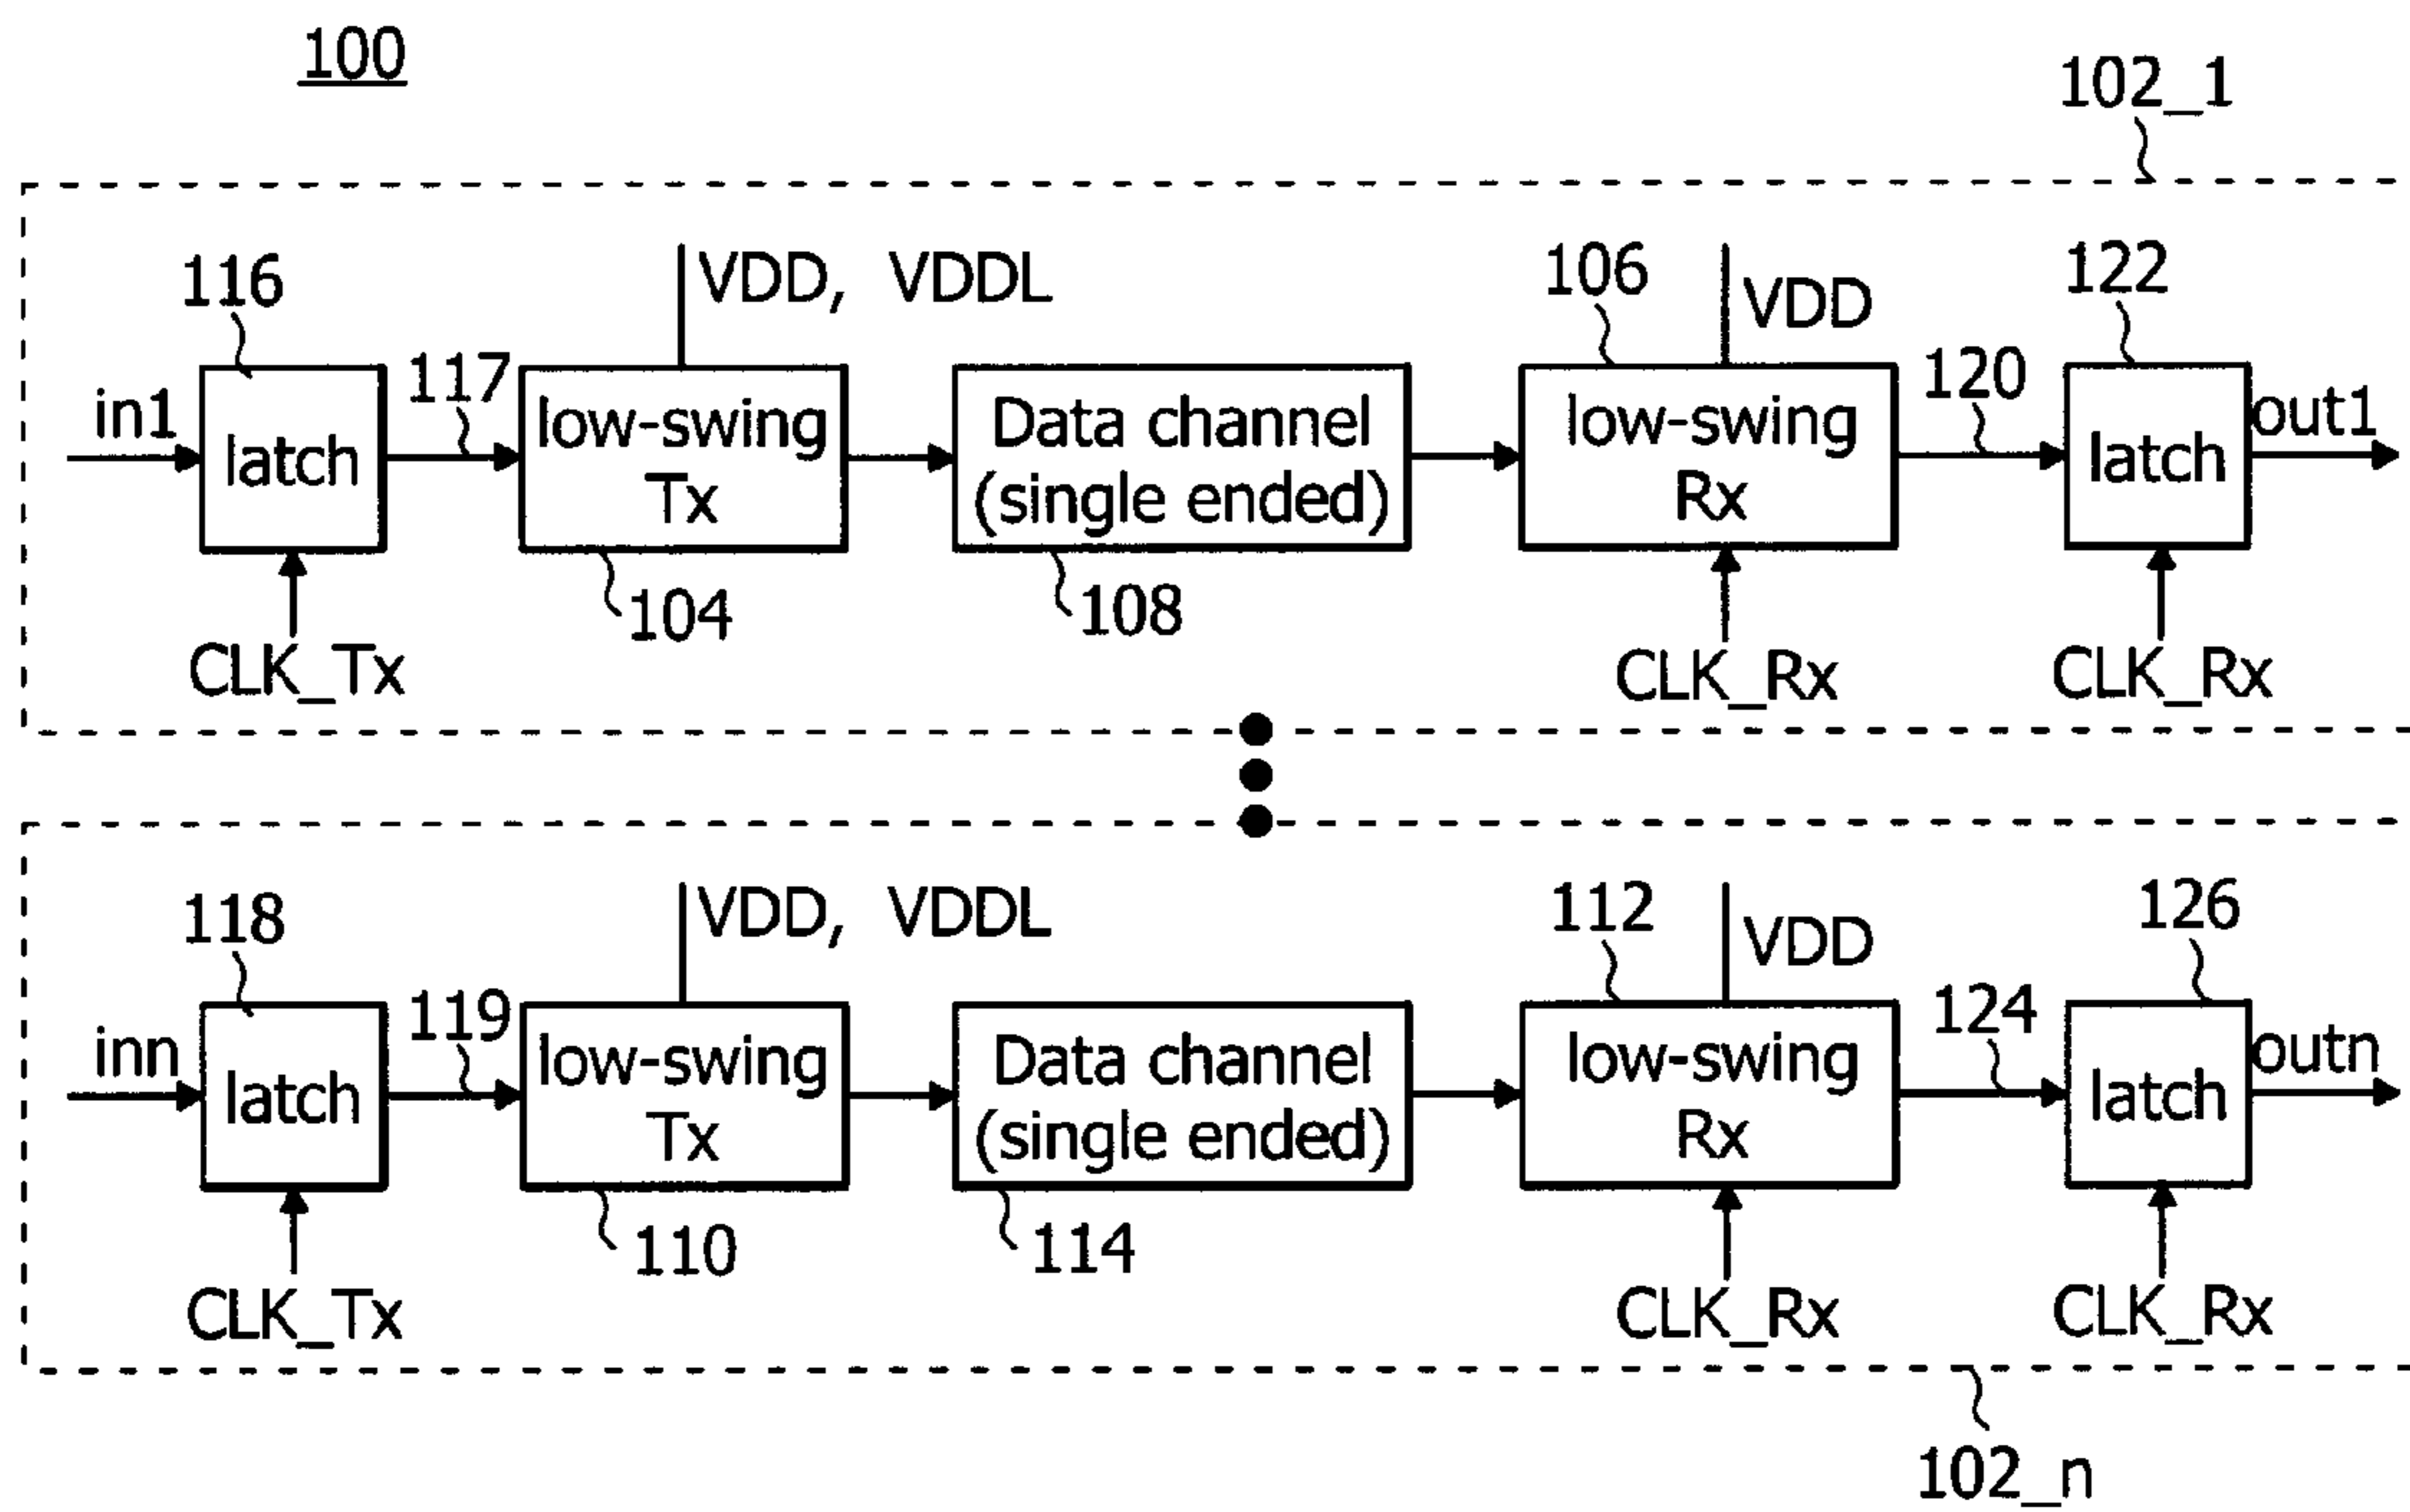 100
102_1
116
VDD, VDDL
106
VDD
122
in1
latch
117
low-swing
Tx
Data channel
(single ended)
low-swing
Rx
120
latch
out1
104
108
CLK_Tx
CLK_Rx
CLK_Rx
118
VDD, VDDL
112
VDD
126
inn
latch
119
low-swing
Tx
Data channel
(single ended)
low-swing
Rx
124
latch
outn
110
114
CLK_Tx
CLK_Rx
CLK_Rx
102_n